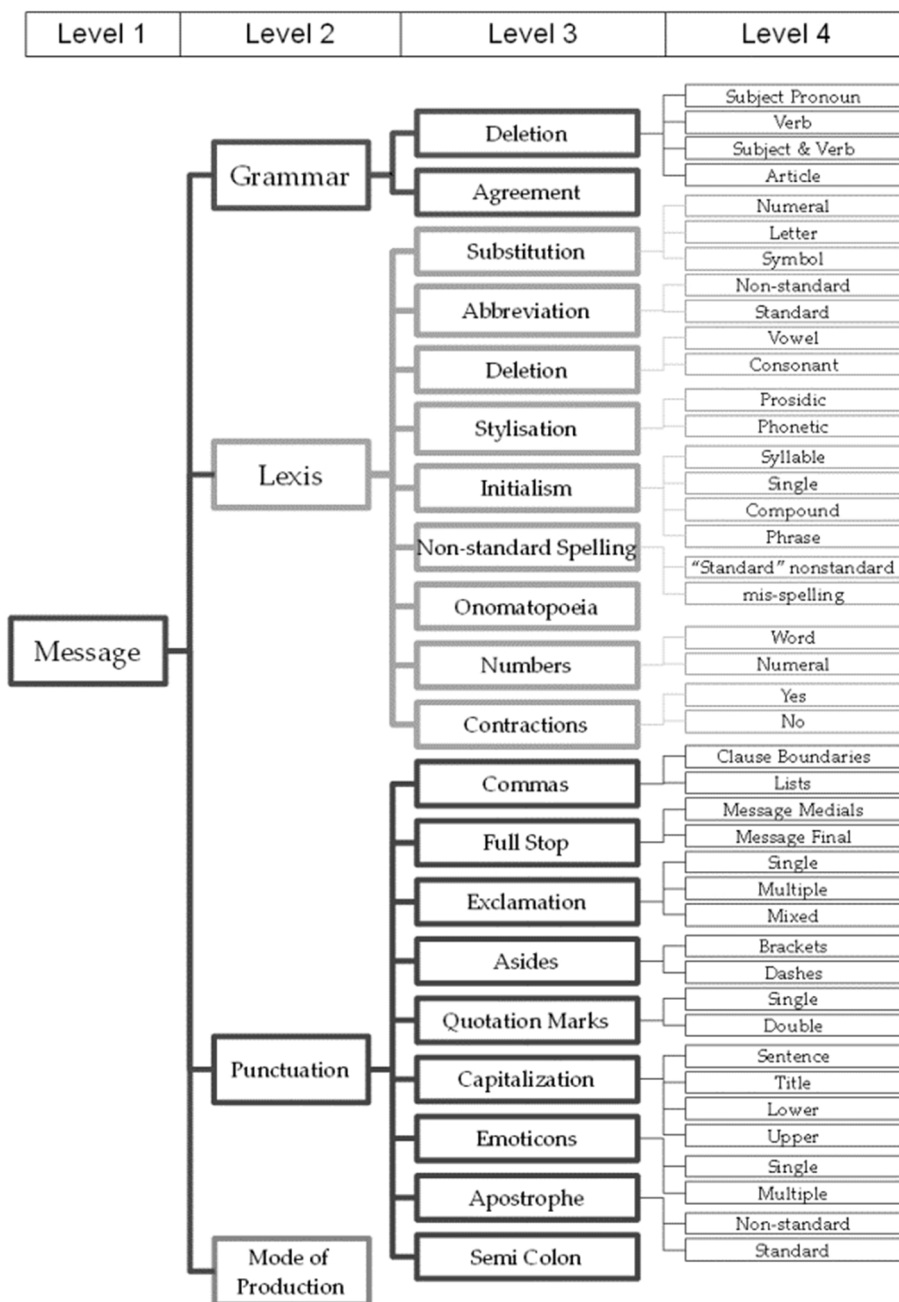 Level 1 Level 2 Level 3 Level 4
Subject Pronoun
Deletion
Verb
Grammar
Subject & Verb
Article
Agreement
Numeral
Substitution
Letter
Symbol
Non-standard
Abbreviation
Standard
Vowel
Deletion
Consonant
Prosidic
Stylisation
Phonetic
Lexis
Syllable
Initialism
Single
Compound
Phrase
Non-standard Spelling
“Standard” nonstandard
mis-spelling
Onomatopoeia
Message
Word
Numbers
Numeral
Yes
Contractions
No
Clause Boundaries
Commas
Lists
Message Medials
Full Stop
Message Final
Single
Exclamation
Multiple
Mixed
Brackets
Asides
Dashes
Single
Quotation Marks
Double
Punctuation
Sentence
Capitalization
Title
Lower
Upper
Emoticons
Single
Multiple
Apostrophe
Non-standard
Standard
Semi Colon
Mode of
Production